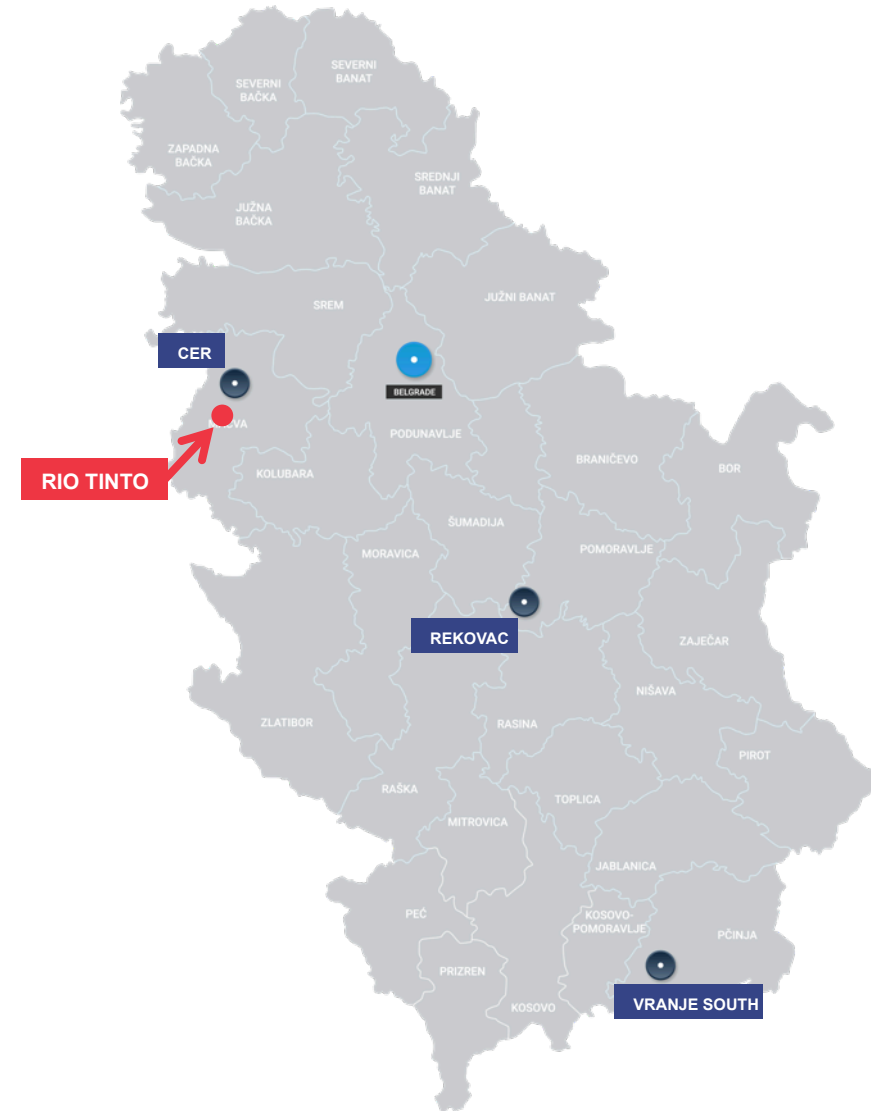 SEVERNI
BANAT
SEVERNI
BAČKA
ZAPADNA
BAČKA
SREDNJI
BANAT
JUŽNA
BAČKA
JUŽNI BANAT
SREM
CER
BELGRADE
PODUNAVLJE
BRANIČEVO
BOR
KOLUBARA
RIO TINTO
ŠUMADIJA
MORAVICA
POMORAVLJE
REKOVAC
ZAJEČAR
NIŠAVA
ZLATIBOR
RASINA
PIROT
RAŠKA
TOPLICA
MITROVICA
JABLANICA
PEĆ
KOSOVO-
POMORAVLJE
PČINJA
PRIZREN
KOSOVO
VRANJE SOUTH